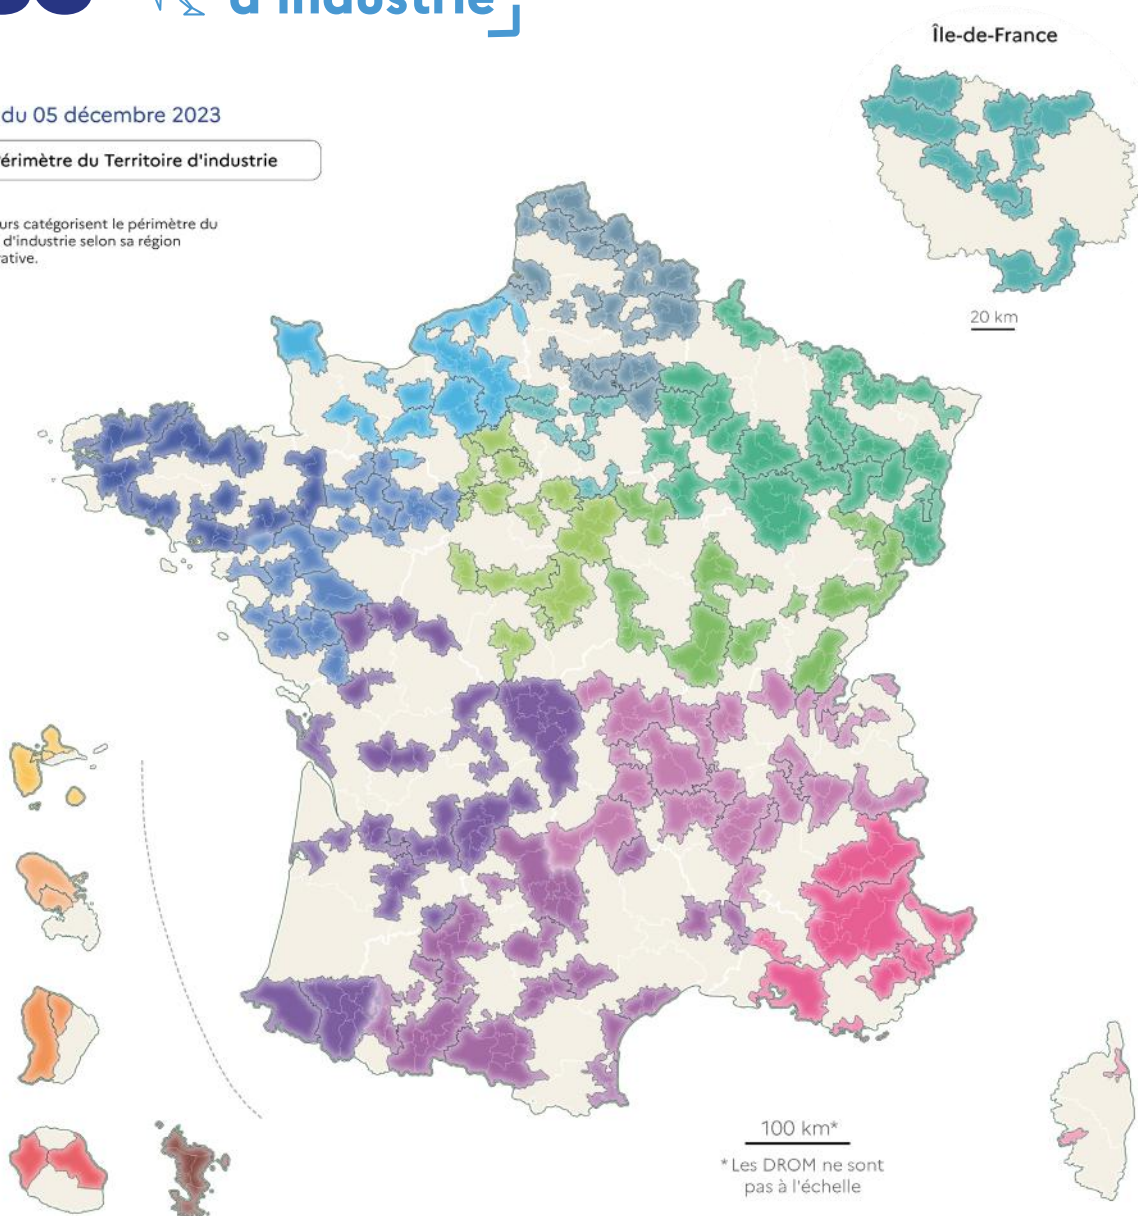 d'industrie
Île-de-France
du 05 décembre 2023
érimètre du Territoire d'industrie
urs catégorisent le périmètre du
d'industrie selon sa région
rative.
20 km
100 km*
* Les DROM ne sont
pas à l'échelle